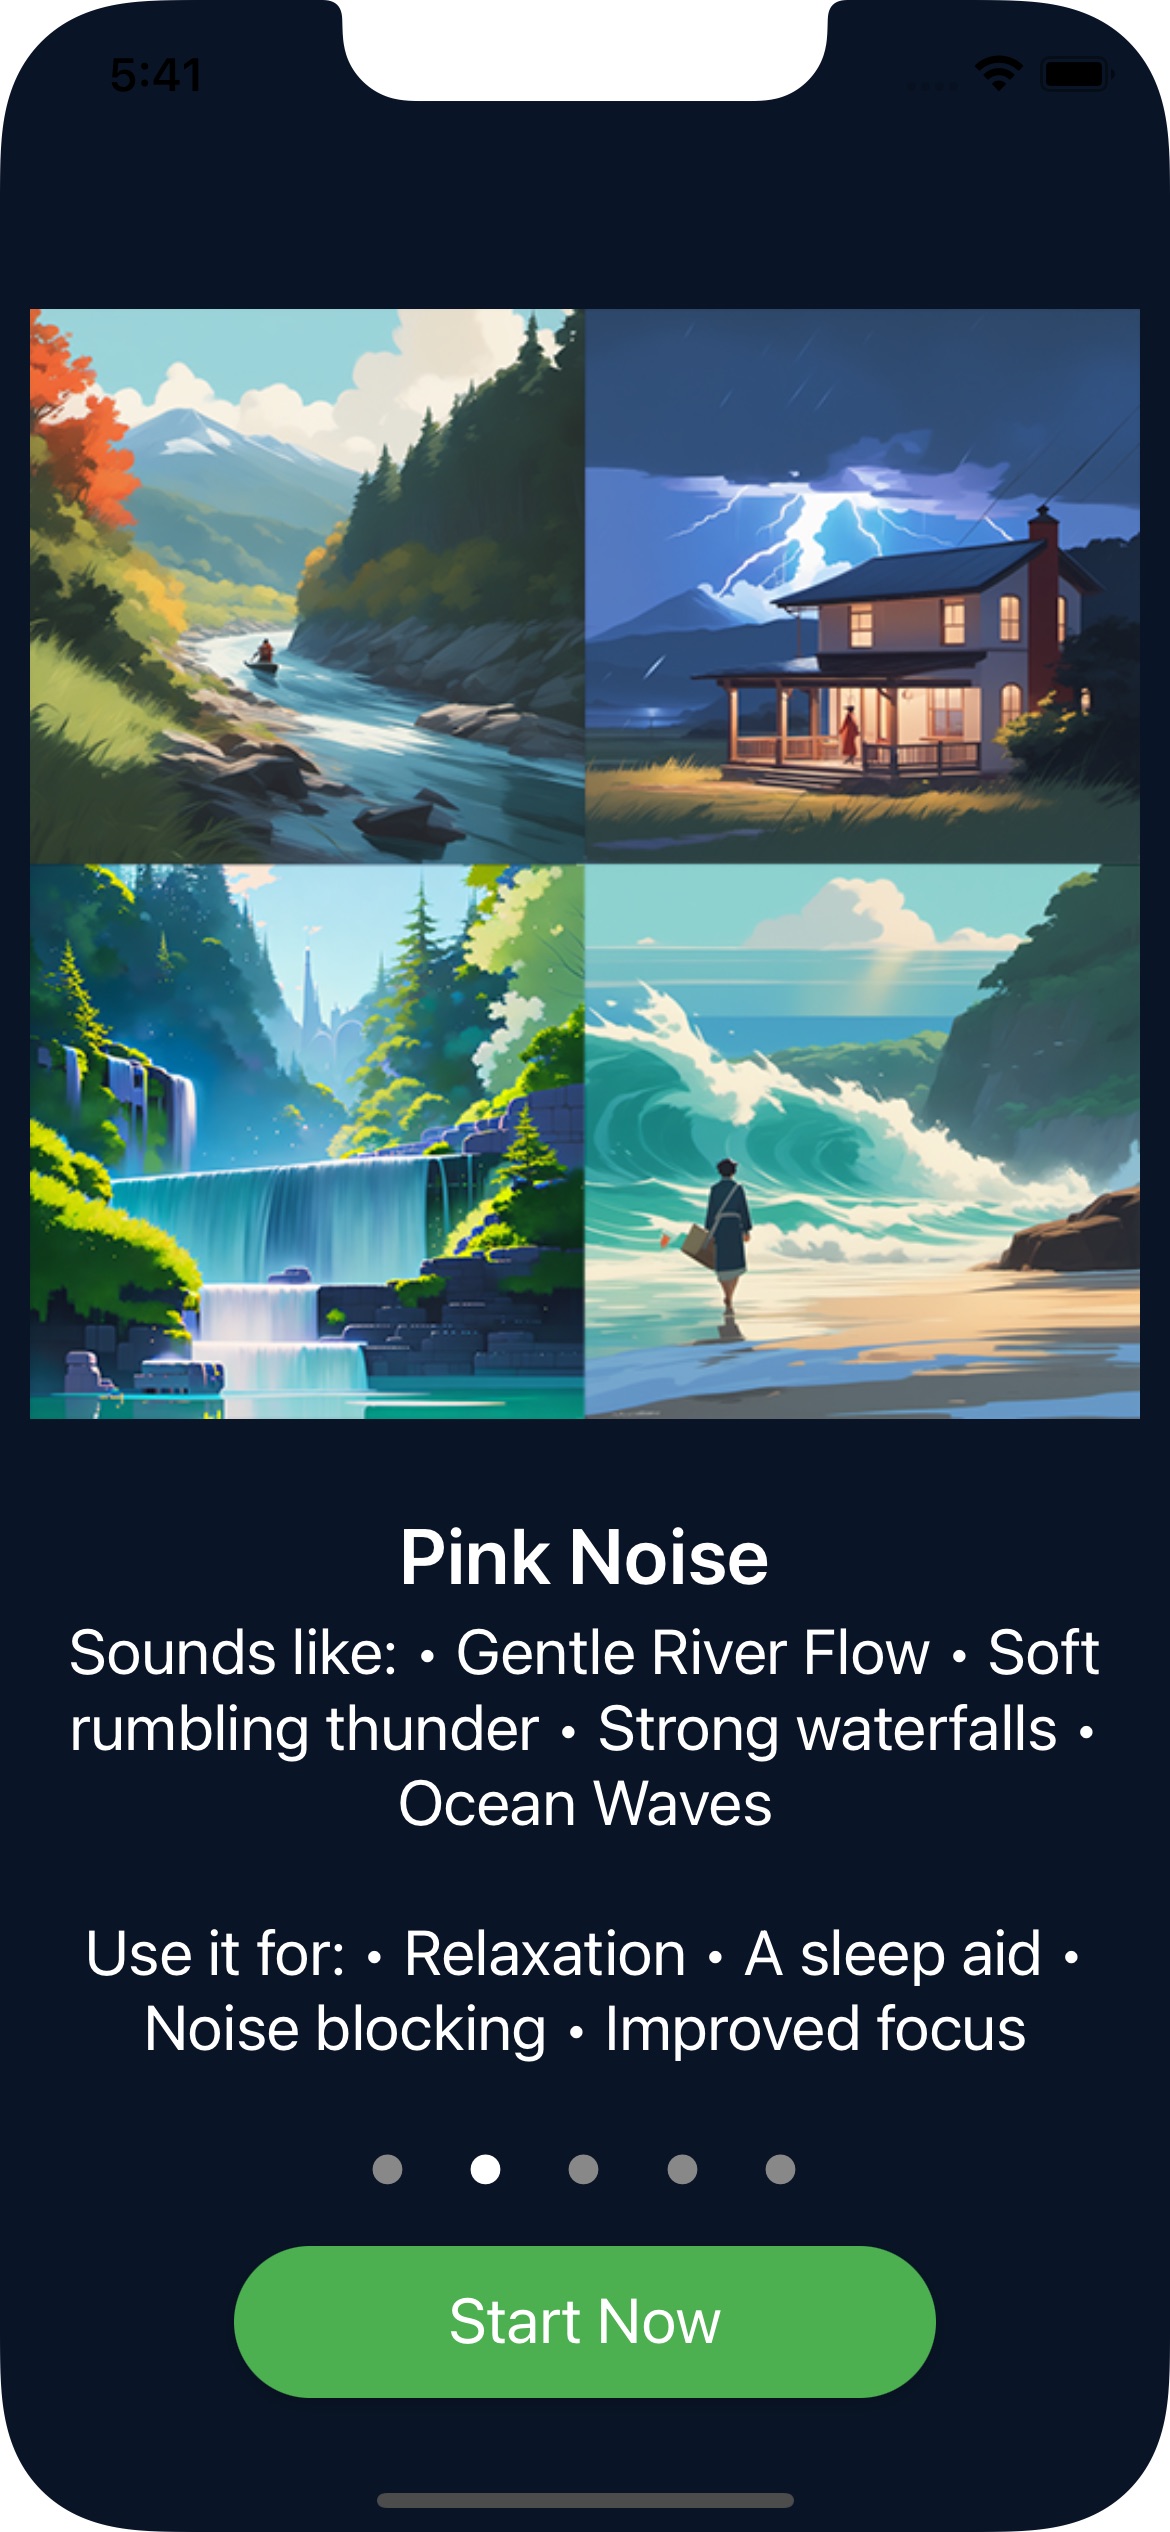 5:41
Pink Noise
Sounds like: • Gentle River Flow • Soft
rumbling thunder • Strong waterfalls •
Ocean Waves
Use it for: • Relaxation • A sleep aid •
Noise blocking • Improved focus
Start Now